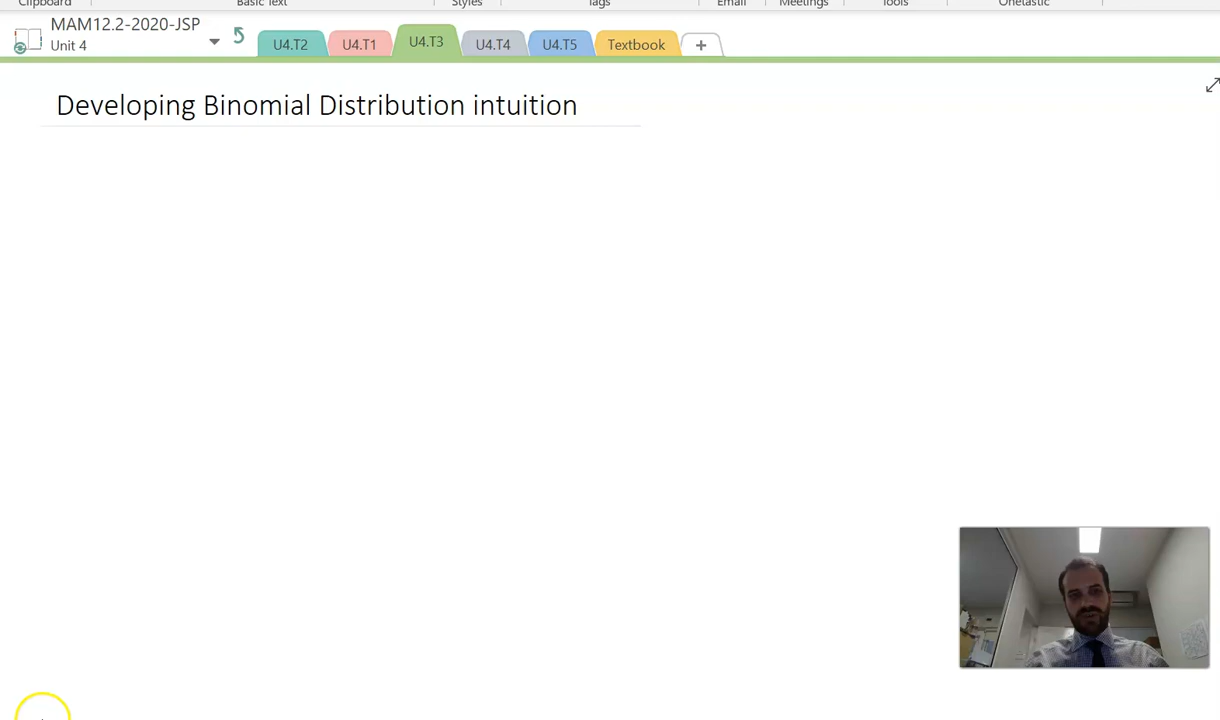 Clipboard Basic Text Styles Tags Email Meetings Tools Onetastic
MAM12.2-2020-JSP
Unit 4
U4.T2 U4.T1 U4.T3 U4.T4 U4.T5 Textbook +
Developing Binomial Distribution intuition